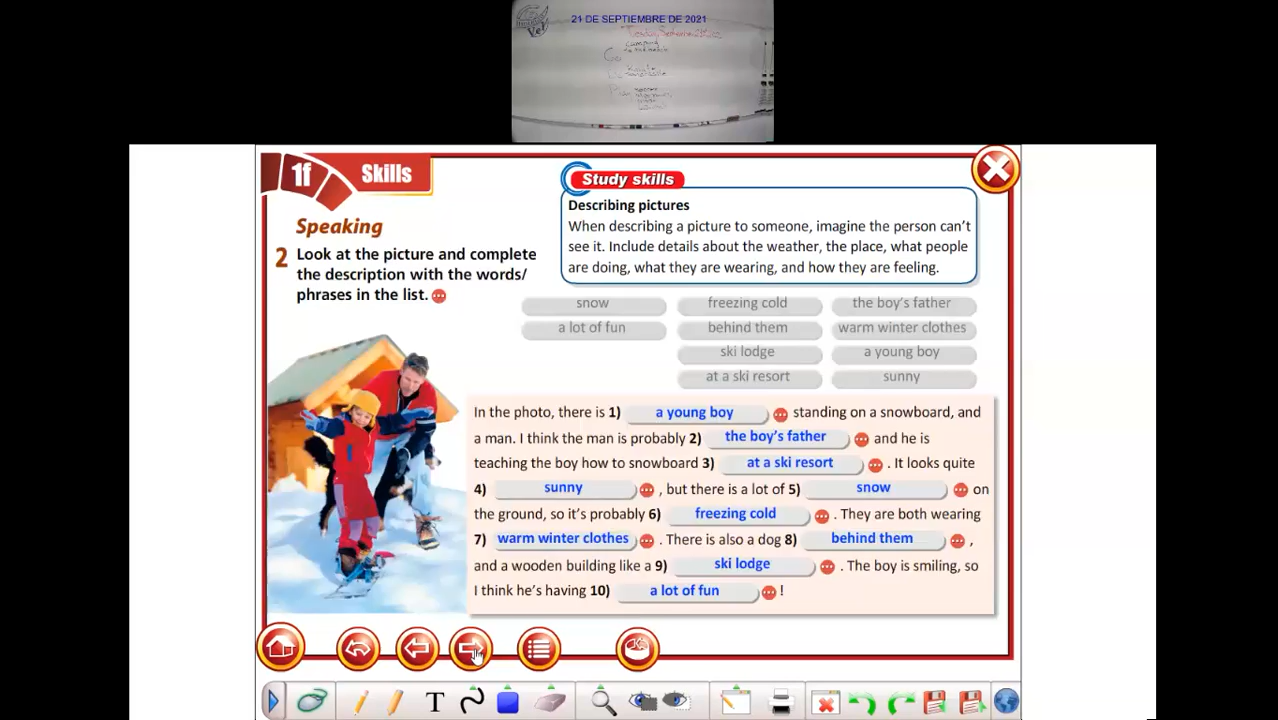 21 DE SEPTIEMBRE DE 2021
camping
1f Skills
Speaking
2 Look at the picture and complete
the description with the words/
phrases in the list.
Study skills
Describing pictures
When describing a picture to someone, imagine the person can't
see it. Include details about the weather, the place, what people
are doing, what they are wearing, and how they are feeling.
snow freezing cold the boy's father
a lot of fun behind them warm winter clothes
ski lodge a young boy
at a ski resort sunny
In the photo, there is 1) a young boy standing on a snowboard, and
a man. I think the man is probably 2) the boy's father and he is
teaching the boy how to snowboard 3) at a ski resort . It looks quite
4) sunny , but there is a lot of 5) snow on
the ground, so it's probably 6) freezing cold . They are both wearing
7) warm winter clothes . There is also a dog 8) behind them ,
and a wooden building like a 9) ski lodge . The boy is smiling, so
I think he's having 10) a lot of fun !
T